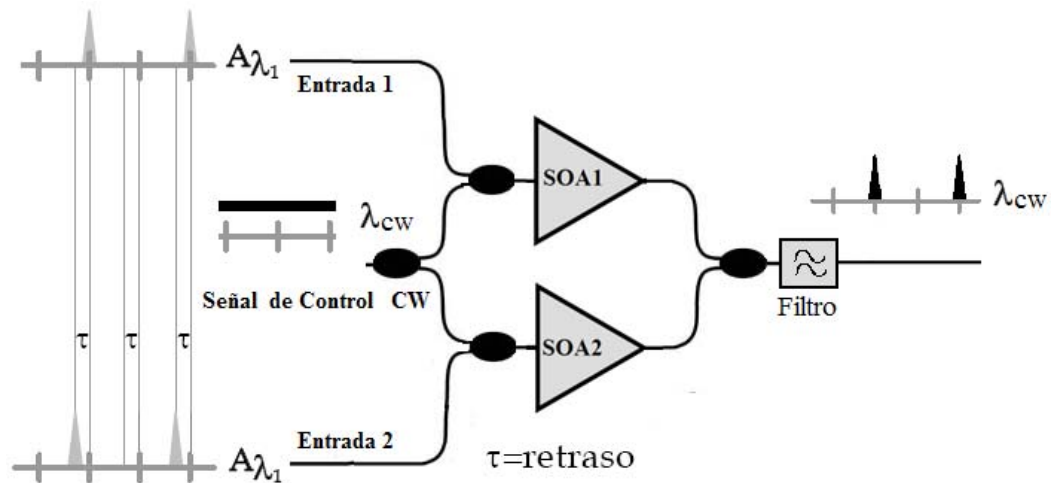 Aλ₁
Entrada 1
SOA1
λcw
λcw
Señal de Control CW
Filtro
τ τ τ
SOA2
Aλ₁
Entrada 2
τ=retraso